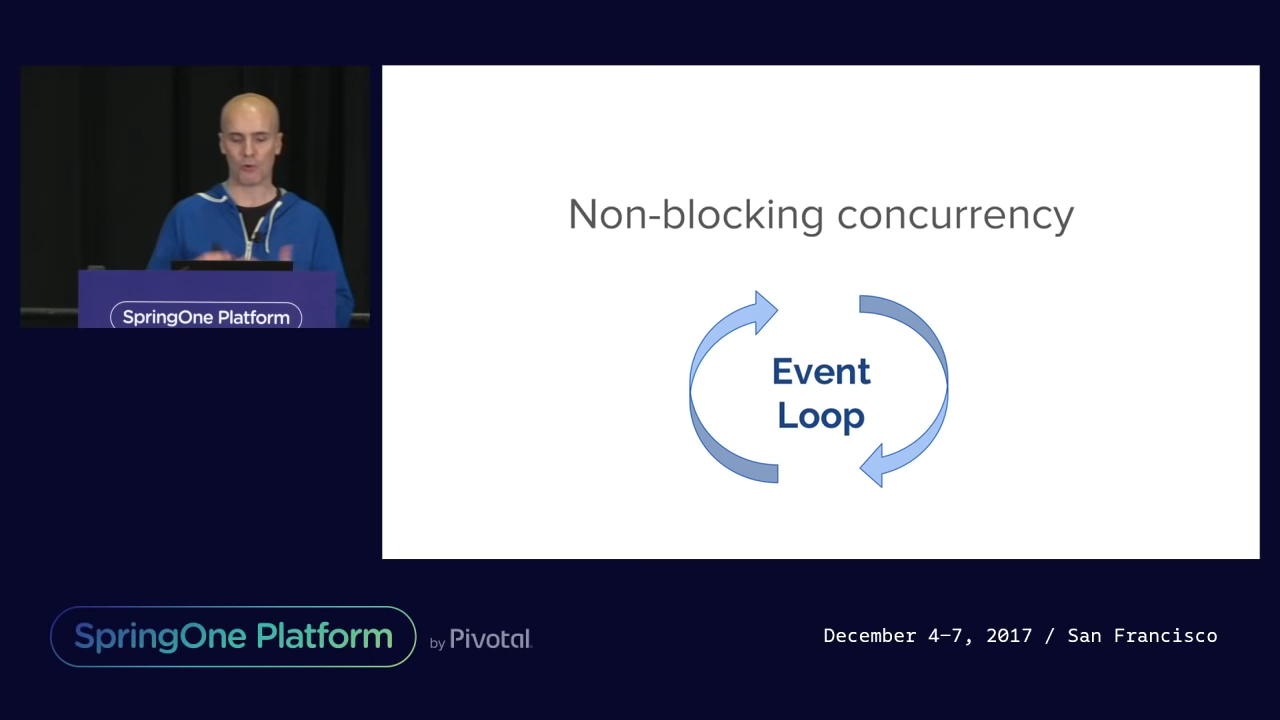 SpringOne Platform
Non-blocking concurrency
Event
Loop
SpringOne Platform by Pivotal.
December 4–7, 2017 / San Francisco